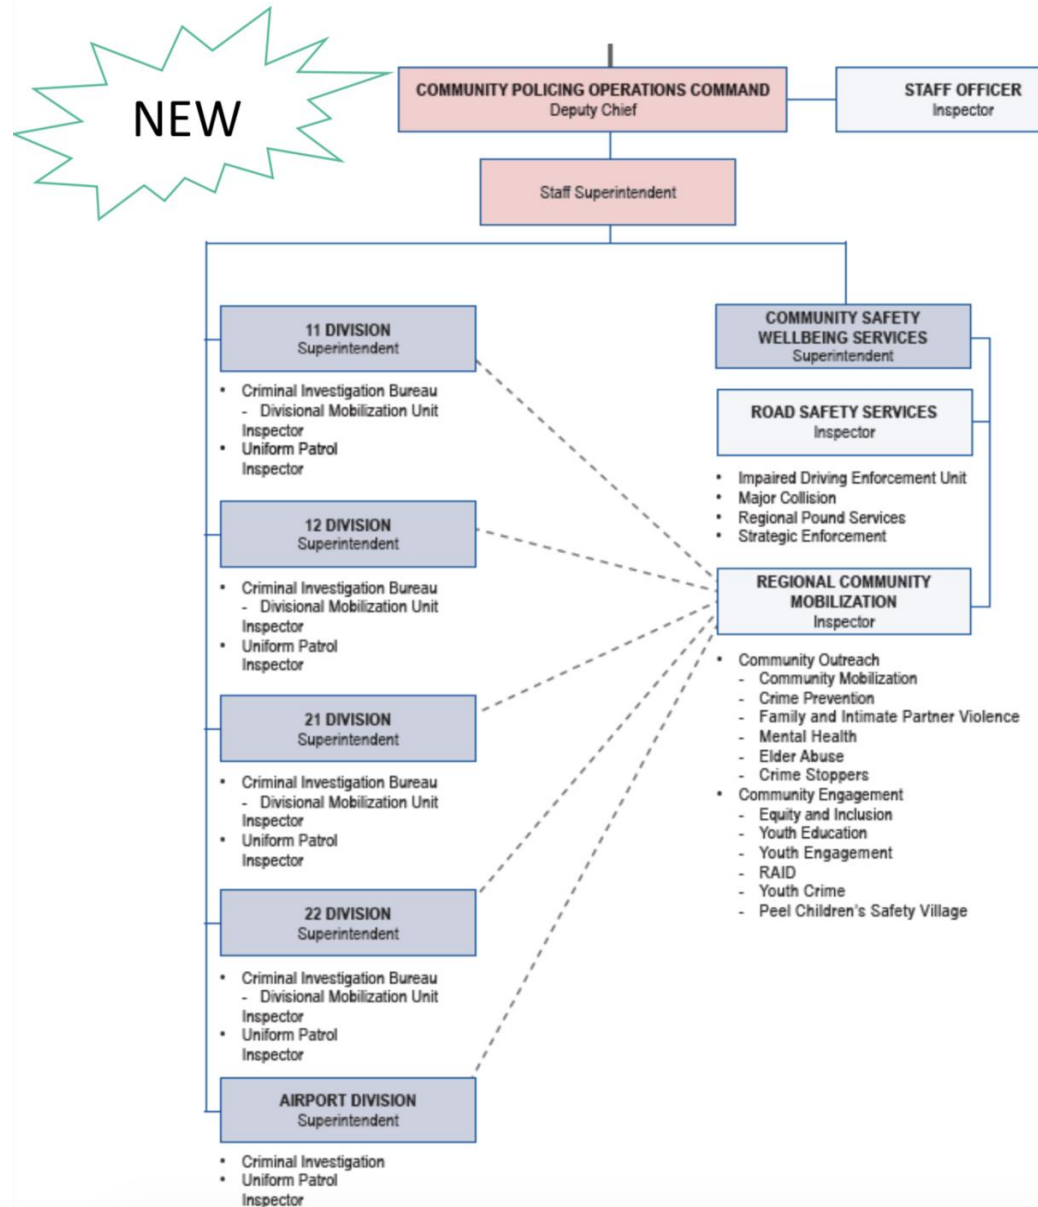 NEW
COMMUNITY POLICING OPERATIONS COMMAND
Deputy Chief
STAFF OFFICER
Inspector
Staff Superintendent
11 DIVISION
Superintendent
• Criminal Investigation Bureau
- Divisional Mobilization Unit
Inspector
• Uniform Patrol
Inspector
12 DIVISION
Superintendent
• Criminal Investigation Bureau
- Divisional Mobilization Unit
Inspector
• Uniform Patrol
Inspector
21 DIVISION
Superintendent
• Criminal Investigation Bureau
- Divisional Mobilization Unit
Inspector
• Uniform Patrol
Inspector
22 DIVISION
Superintendent
• Criminal Investigation Bureau
- Divisional Mobilization Unit
Inspector
• Uniform Patrol
Inspector
AIRPORT DIVISION
Superintendent
• Criminal Investigation
• Uniform Patrol
Inspector
COMMUNITY SAFETY
WELLBEING SERVICES
Superintendent
ROAD SAFETY SERVICES
Inspector
• Impaired Driving Enforcement Unit
• Major Collision
• Regional Pound Services
• Strategic Enforcement
REGIONAL COMMUNITY
MOBILIZATION
Inspector
• Community Outreach
- Community Mobilization
- Crime Prevention
- Family and Intimate Partner Violence
- Mental Health
- Elder Abuse
- Crime Stoppers
• Community Engagement
- Equity and Inclusion
- Youth Education
- Youth Engagement
- RAID
- Youth Crime
- Peel Children's Safety Village